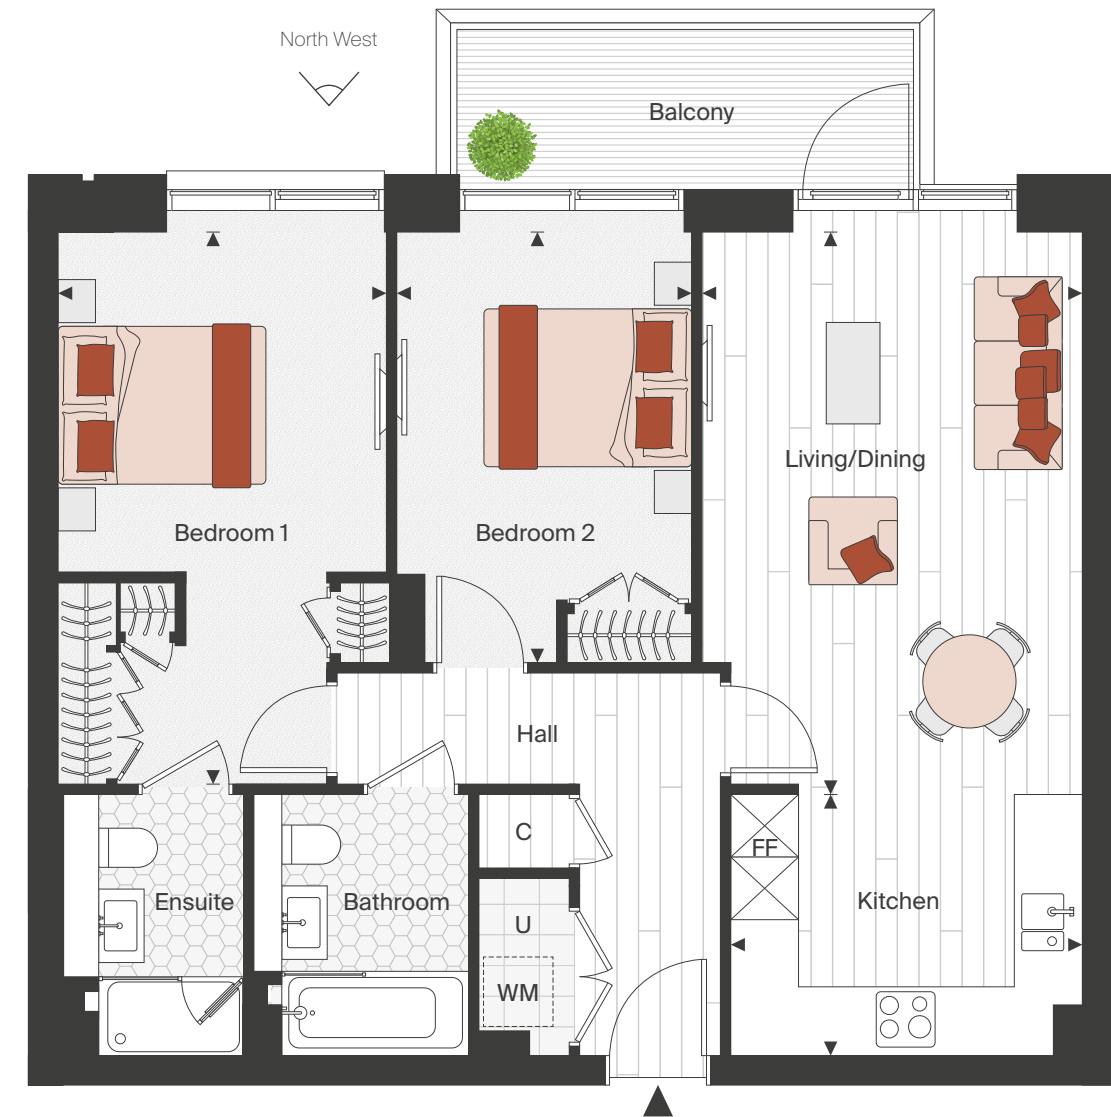 North West
Balcony
Living/Dining
Bedroom 1
Bedroom 2
Hall
C
FF
Ensuite
Bathroom
Kitchen
U
WM